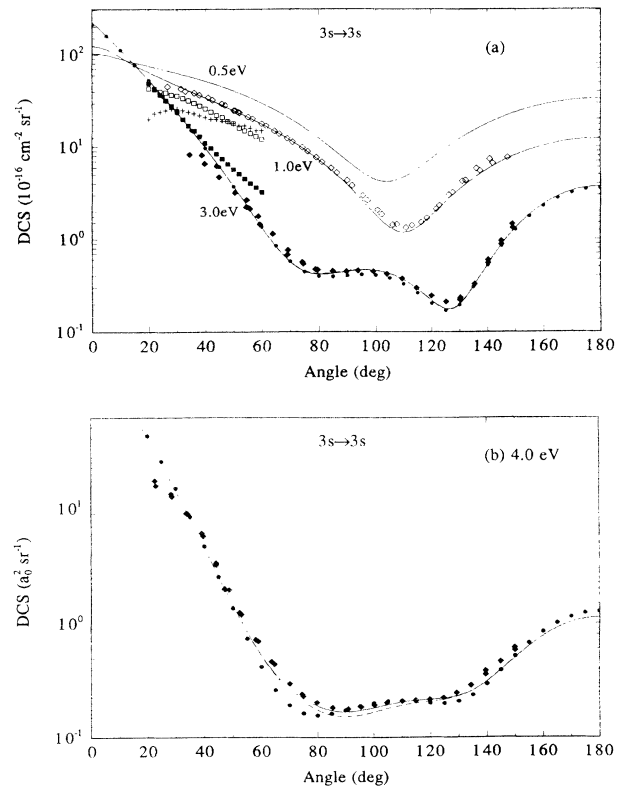 10²
10¹
10⁰
10⁻¹
DCS (10⁻¹⁶ cm⁻² sr⁻¹)
3s→3s
(a)
0.5eV
1.0eV
3.0eV
0 20 40 60 80 100 120 140 160 180
Angle (deg)
10¹
10⁰
10⁻¹
DCS (a₀² sr⁻¹)
3s→3s
(b) 4.0 eV
0 20 40 60 80 100 120 140 160 180
Angle (deg)